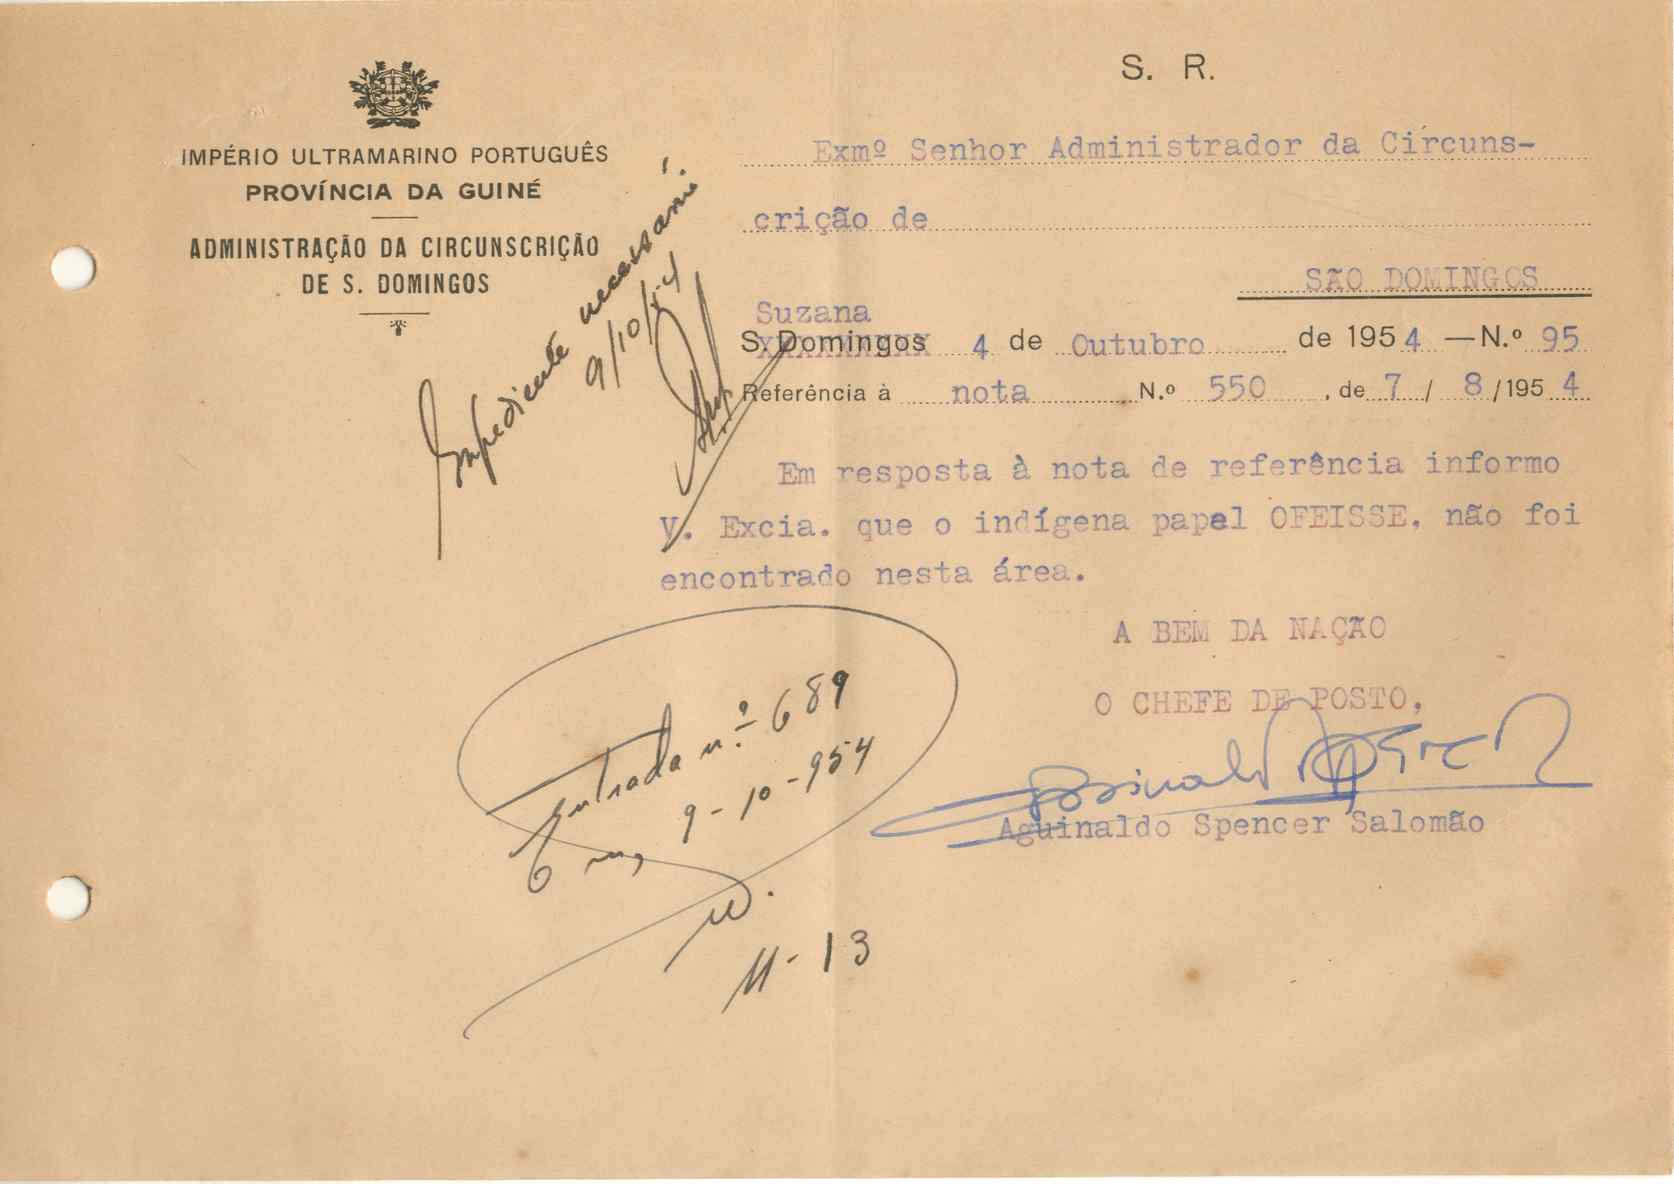 S. R.
IMPÉRIO ULTRAMARINO PORTUGUÊS
PROVÍNCIA DA GUINÉ
ADMINISTRAÇÃO DA CIRCUNSCRIÇÃO
DE S. DOMINGOS
Exmº Senhor Administrador da Circuns-
crição de
SÃO DOMINGOS
Suzana
S. Domingos 4 de Outubro de 1954 — N.º 95
Referência à nota N.º 550, de 7 / 8 /1954
Expediente necessário.
9/10/54
Em resposta à nota de referência informo
V. Excia. que o indígena papel OFEISSE, não foi
encontrado nesta área.
A BEM DA NAÇÃO
O CHEFE DE POSTO,
Aguinaldo Spencer Salomão
Entrada n.º 689
Em, 9-10-954
M-13